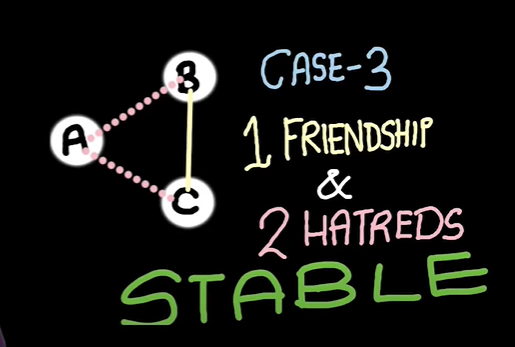 B
CASE-3
A
1 FRIENDSHIP
&
C
2 HATREDS
STABLE